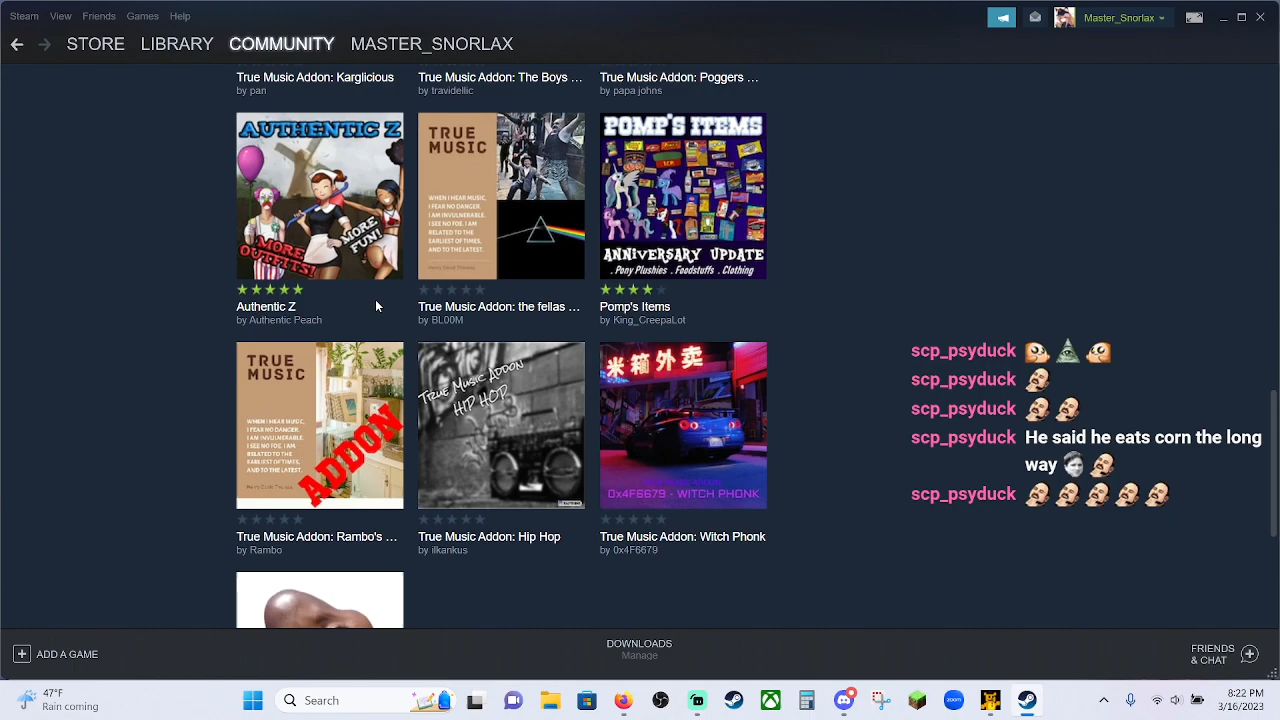 Steam View Friends Games Help
Master_Snorlax
STORE LIBRARY COMMUNITY MASTER_SNORLAX
True Music Addon: Karglicious
by pan
True Music Addon: The Boys ...
by travidellic
True Music Addon: Poggers ...
by papa johns
AUTHENTIC Z
MORE OUTFITS!
MORE FUN!
TRUE
MUSIC
WHEN I HEAR MUSIC,
I FEAR NO DANGER.
I AM INVULNERABLE.
I SEE NO FOE. I AM
RELATED TO THE
EARLIEST OF TIMES,
AND TO THE LATEST.
POMP'S ITEMS
ANNIVERSARY UPDATE
. Pony Plushies . Foodstuffs . Clothing
Authentic Z
by Authentic Peach
True Music Addon: the fellas ...
by BL00M
Pomp's Items
by King_CreepaLot
TRUE
MUSIC
WHEN I HEAR MUSIC,
I FEAR NO DANGER.
I AM INVULNERABLE.
I SEE NO FOE. I AM
RELATED TO THE
EARLIEST OF TIMES,
AND TO THE LATEST.
ADDON
TRUE MUSIC ADDON
HIP HOP
米箱外卖
0X4F6679 - WITCH PHONK
True Music Addon: Rambo's ...
by Rambo
True Music Addon: Hip Hop
by ilkankus
True Music Addon: Witch Phonk
by 0x4F6679
scp_psyduck
scp_psyduck
scp_psyduck
scp_psyduck He said he eats corn the long
way
scp_psyduck
ADD A GAME
DOWNLOADS
Manage
FRIENDS
& CHAT
47°F
Raining
Search
zoom
3:22 PM
3/16/2023